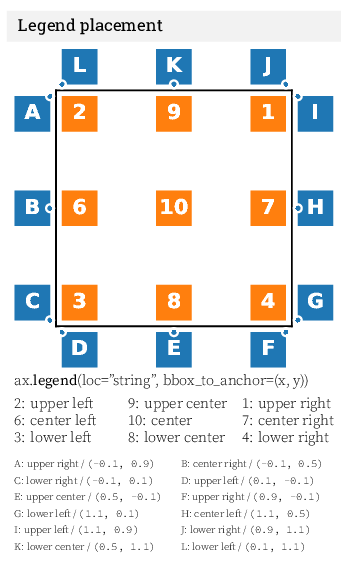 Legend placement
L K J
A 2 9 1 I
B 6 10 7 H
C 3 8 4 G
D E F
ax.legend(loc="string", bbox_to_anchor=(x, y))
2: upper left 9: upper center 1: upper right
6: center left 10: center 7: center right
3: lower left 8: lower center 4: lower right
A: upper right / (-0.1, 0.9) B: center right / (-0.1, 0.5)
C: lower right / (-0.1, 0.1) D: upper left / (0.1, -0.1)
E: upper center / (0.5, -0.1) F: upper right / (0.9, -0.1)
G: lower left / (1.1, 0.1) H: center left / (1.1, 0.5)
I: upper left / (1.1, 0.9) J: lower right / (0.9, 1.1)
K: lower center / (0.5, 1.1) L: lower left / (0.1, 1.1)